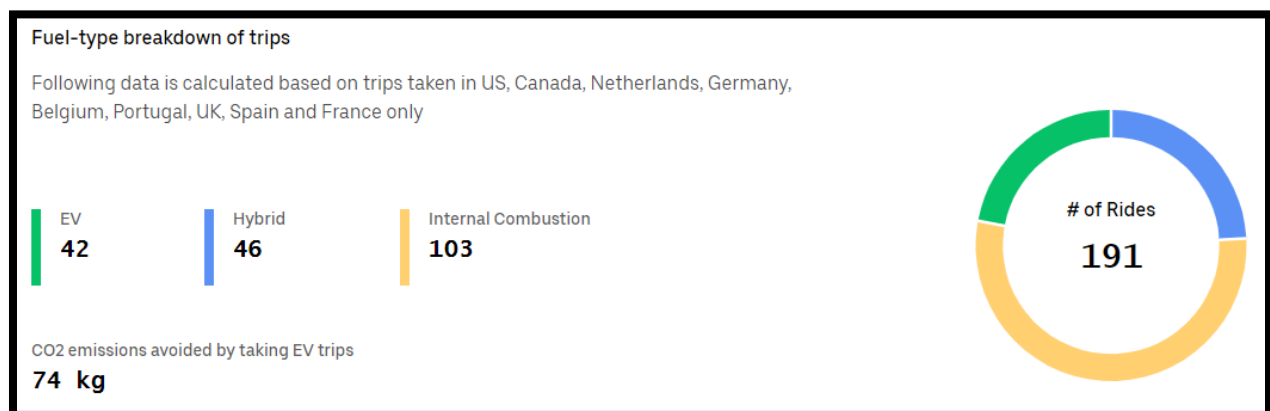 Fuel-type breakdown of trips
Following data is calculated based on trips taken in US, Canada, Netherlands, Germany,
Belgium, Portugal, UK, Spain and France only
EV
42
Hybrid
46
Internal Combustion
103
# of Rides
191
CO2 emissions avoided by taking EV trips
74 kg